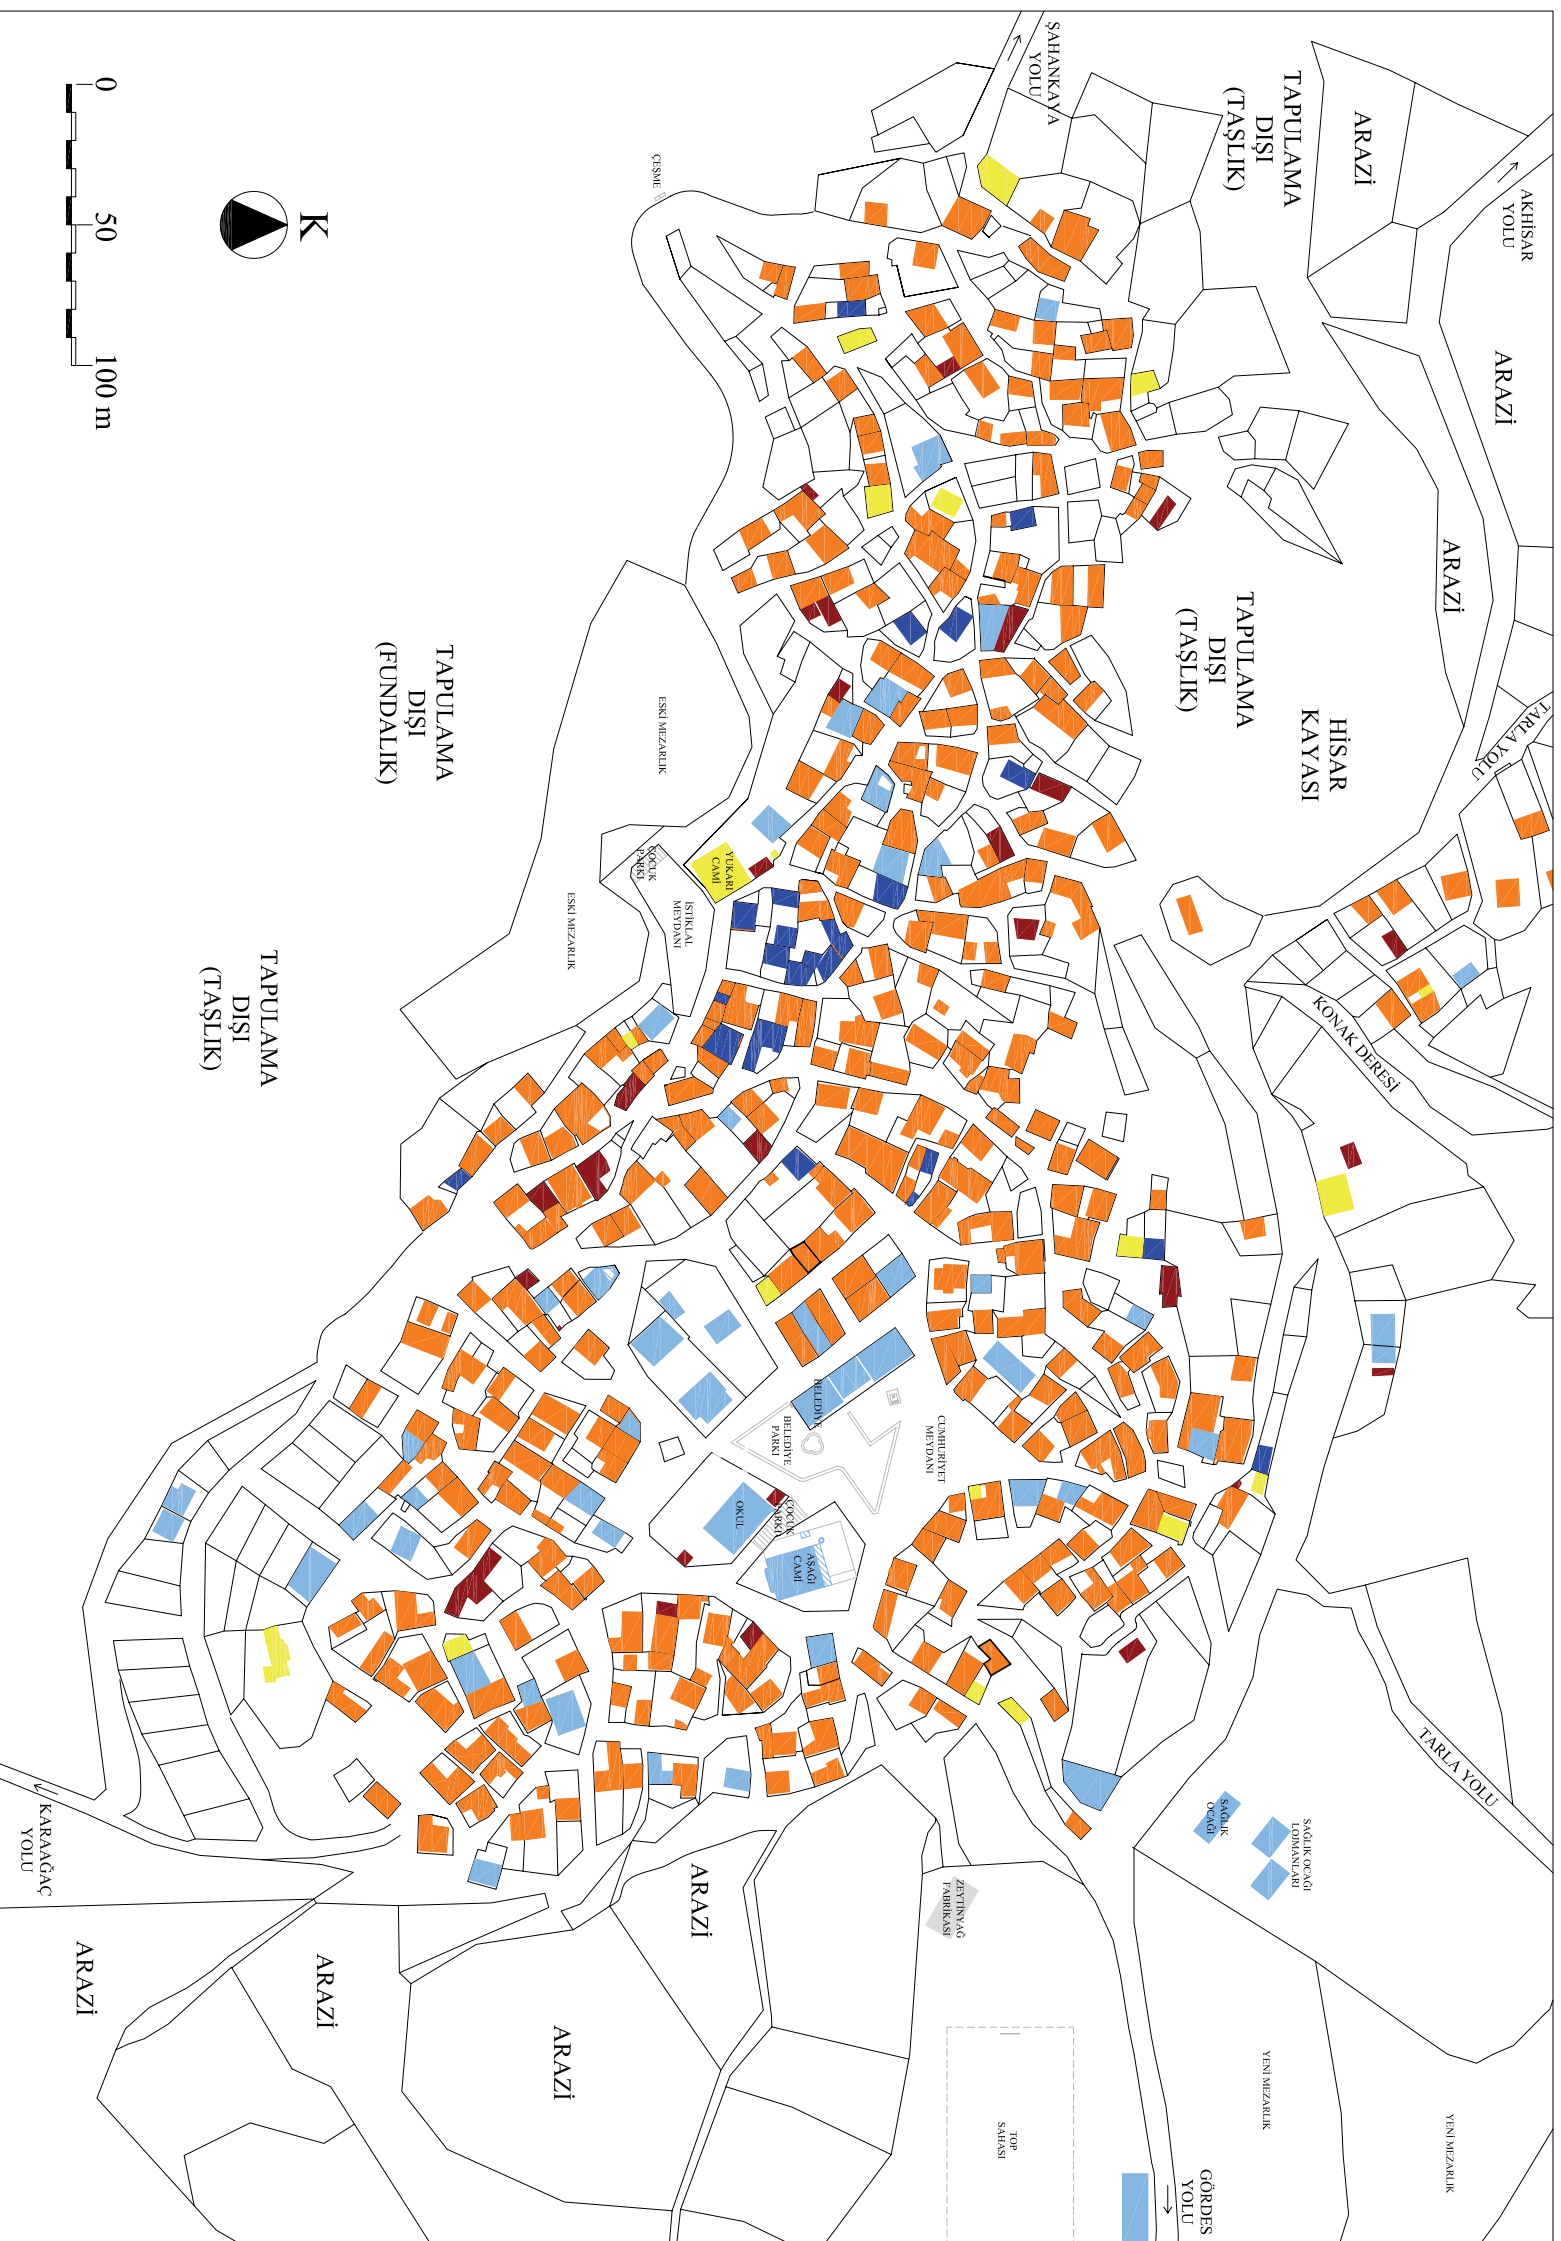 ŞAHANKAYA
YOLU
TAPULAMA
DIŞI
(TAŞLIK)
ARAZİ
AKHİSAR
YOLU
ARAZİ
0
50
100 m
K
ÇEŞME
ARAZİ
TAPULAMA
DIŞI
(TAŞLIK)
HİSAR
KAYASI
TARLA YOLU
TAPULAMA
DIŞI
(FUNDALIK)
ESKİ MEZARLIK
YUKARI
CAMİ
ÇOCUK
PARKI
İSTİKLAL
MEYDANI
ESKİ MEZARLIK
TAPULAMA
DIŞI
(TAŞLIK)
KONAK DERESİ
BELEDİYE
BELEDİYE
PARKI
CUMHURİYET
MEYDANI
OKUL
ÇOCUK
PARKI
AŞAĞI
CAMİ
TARLA YOLU
SAĞLIK
OCAĞI
SAĞLIK OCAĞI
LOJMANLARI
KARAAĞAÇ
YOLU
ARAZİ
ZEYTİNYAĞ
FABRİKASI
ARAZİ
ARAZİ
ARAZİ
TOP
SAHASI
YENİ MEZARLIK
YENİ MEZARLIK
GÖRDES
YOLU